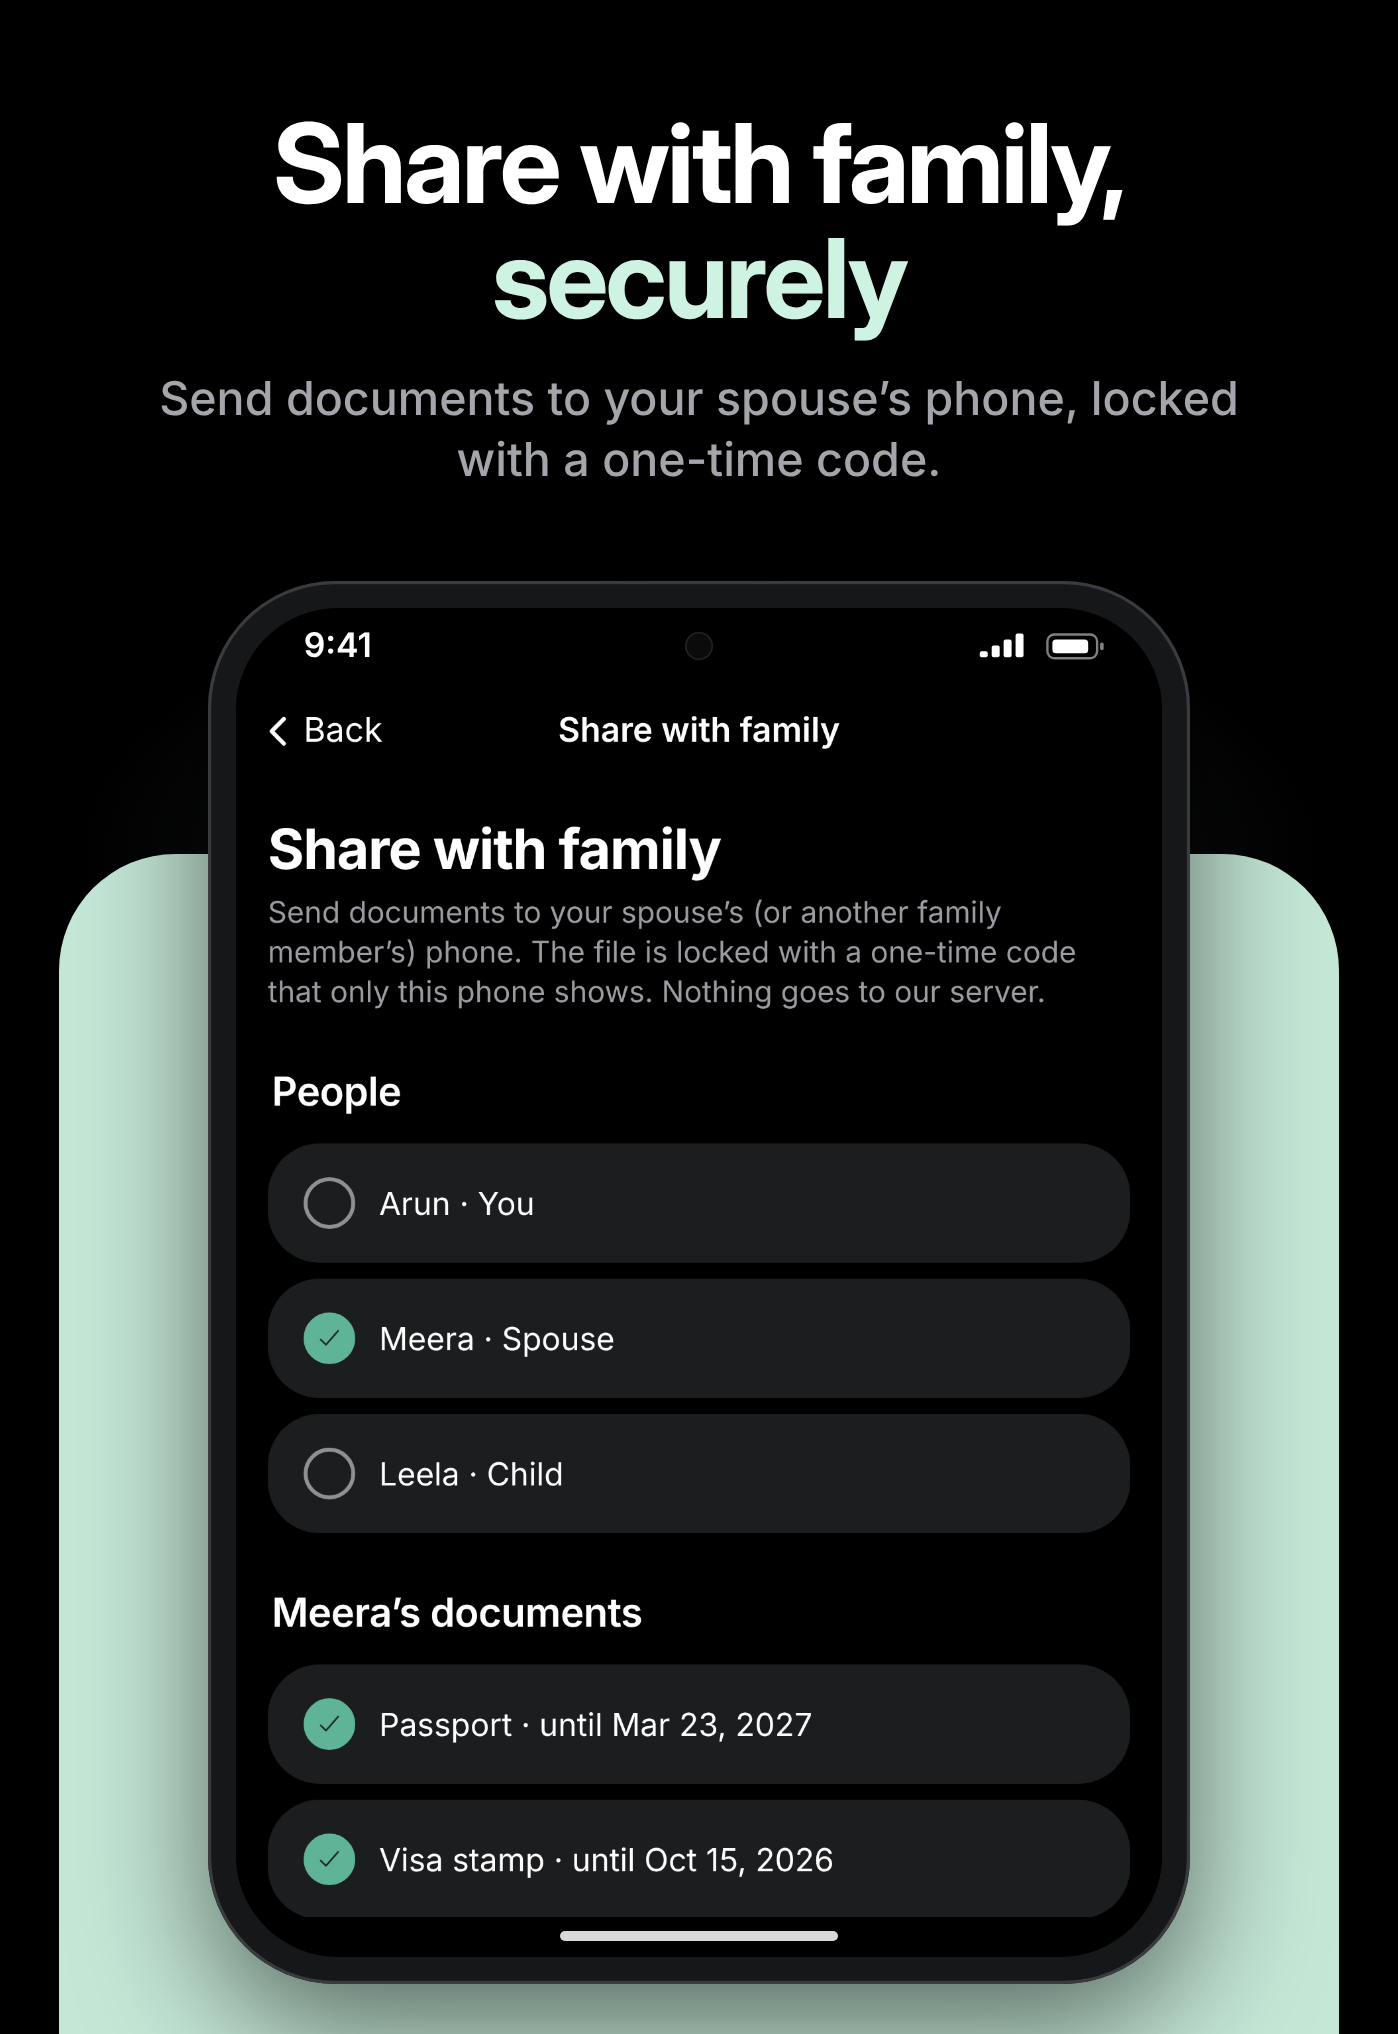 Share with family,
securely
Send documents to your spouse’s phone, locked
with a one-time code.
9:41
Back
Share with family
Share with family
Send documents to your spouse’s (or another family
member’s) phone. The file is locked with a one-time code
that only this phone shows. Nothing goes to our server.
People
Arun · You
Meera · Spouse
Leela · Child
Meera’s documents
Passport · until Mar 23, 2027
Visa stamp · until Oct 15, 2026